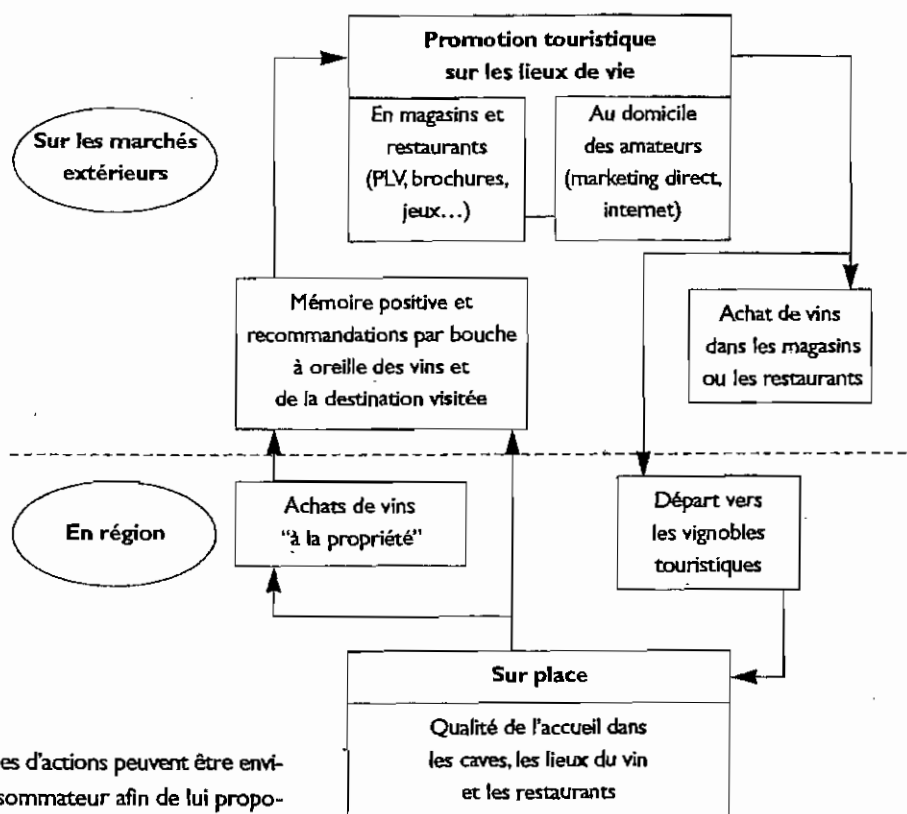 Promotion touristique
sur les lieux de vie
En magasins et
restaurants
(PLV, brochures,
jeux…)
Au domicile
des amateurs
(marketing direct,
internet)
Sur les marchés
extérieurs
Mémoire positive et
recommandations par bouche
à oreille des vins et
de la destination visitée
Achat de vins
dans les magasins
ou les restaurants
En région
Achats de vins
“à la propriété”
Départ vers
les vignobles
touristiques
Sur place
Qualité de l'accueil dans
les caves, les lieux du vin
et les restaurants
es d'actions peuvent être envi-
sommateur afin de lui propo-